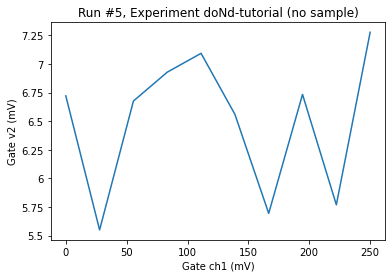 Run #5, Experiment doNd-tutorial (no sample)
Gate v2 (mV)
7.25
7
6.75
6.5
6.25
6
5.75
5.5
0 50 100 150 200 250
Gate ch1 (mV)